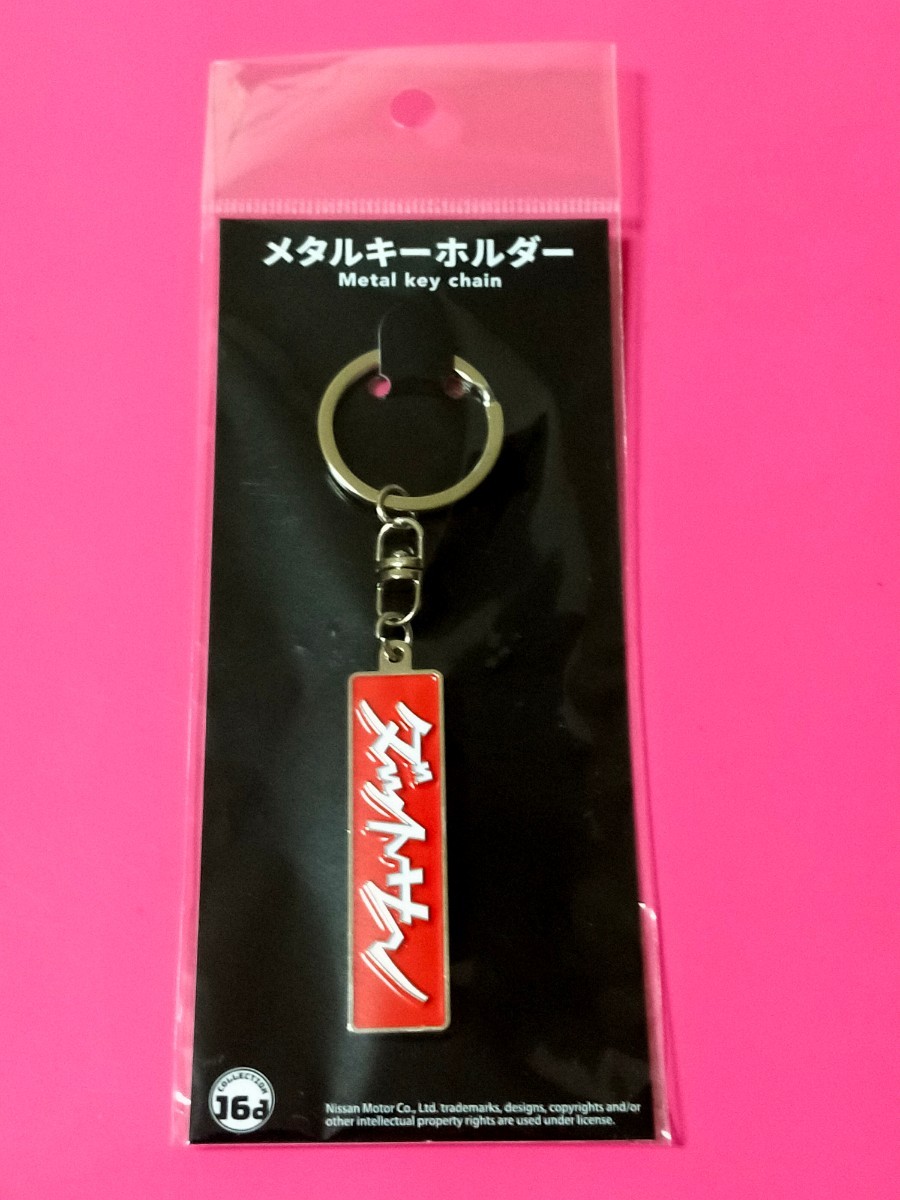 メタルキーホルダー
Metal key chain
ダットサン
COLLECTION
J6d
Nissan Motor Co., Ltd. trademarks, designs, copyrights and/or
other intellectual property rights are used under license.